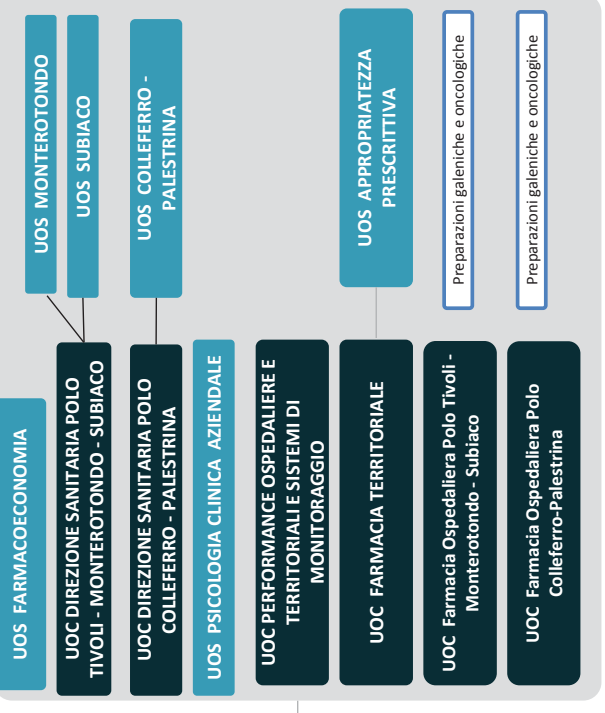 UOS FARMACOECONOMIA
UOC DIREZIONE SANITARIA POLO
TIVOLI - MONTEROTONDO - SUBIACO
UOS MONTEROTONDO
UOS SUBIACO
UOC DIREZIONE SANITARIA POLO
COLLEFERRO - PALESTRINA
UOS COLLEFERRO -
PALESTRINA
UOS PSICOLOGIA CLINICA AZIENDALE
UOC PERFORMANCE OSPEDALIERE E
TERRITORIALI E SISTEMI DI
MONITORAGGIO
UOC FARMACIA TERRITORIALE
UOS APPROPRIATEZZA
PRESCRITTIVA
UOC Farmacia Ospedaliera Polo Tivoli -
Monterotondo - Subiaco
Preparazioni galeniche e oncologiche
UOC Farmacia Ospedaliera Polo
Colleferro-Palestrina
Preparazioni galeniche e oncologiche